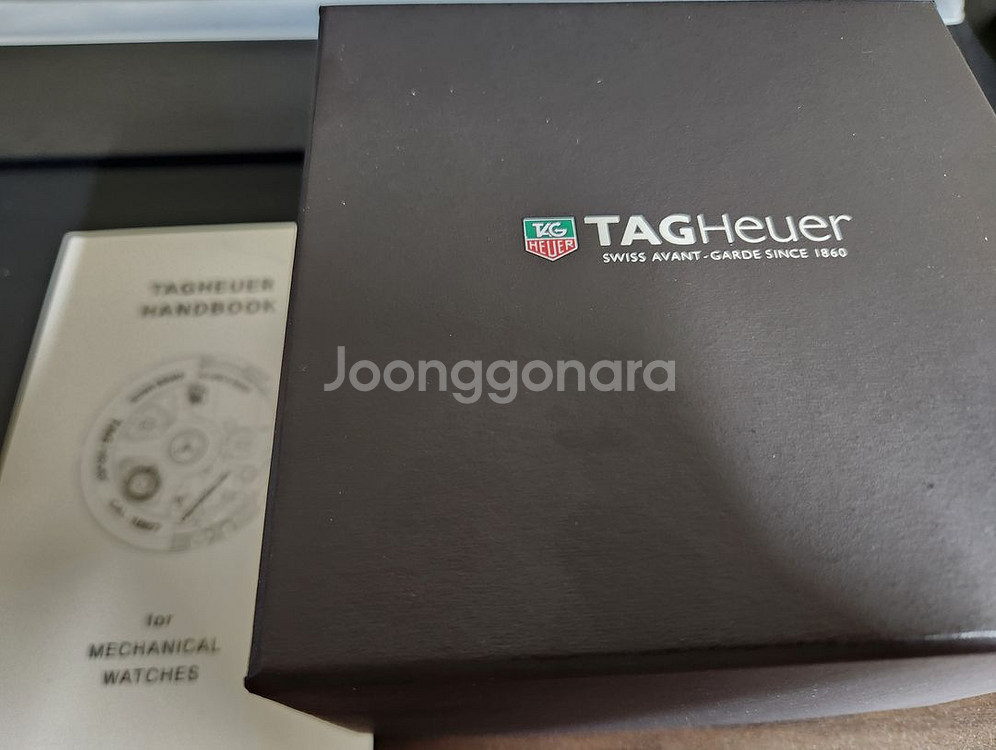 TAG
HEUER
TAGHeuer
SWISS AVANT-GARDE SINCE 1860
TAGHEUER
HANDBOOK
for
MECHANICAL
WATCHES
Joonggonara